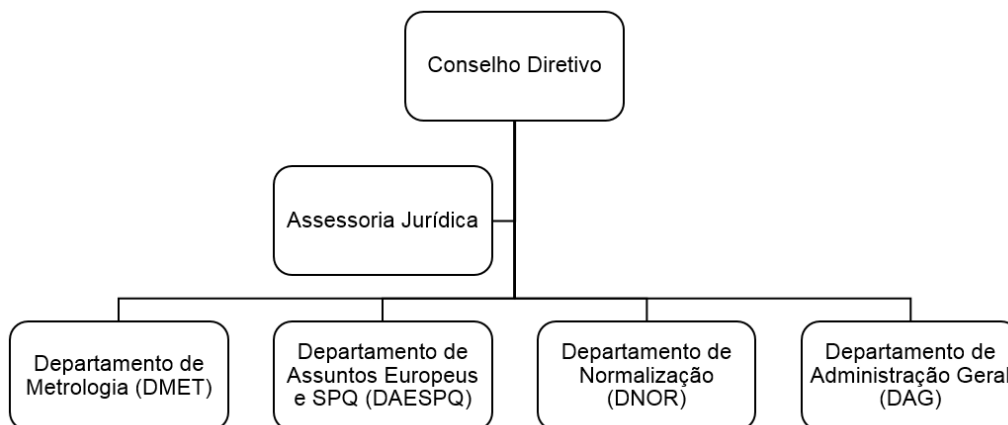 Conselho Diretivo
Assessoria Jurídica
Departamento de
Metrologia (DMET)
Departamento de
Assuntos Europeus
e SPQ (DAESPQ)
Departamento de
Normalização
(DNOR)
Departamento de
Administração Geral
(DAG)